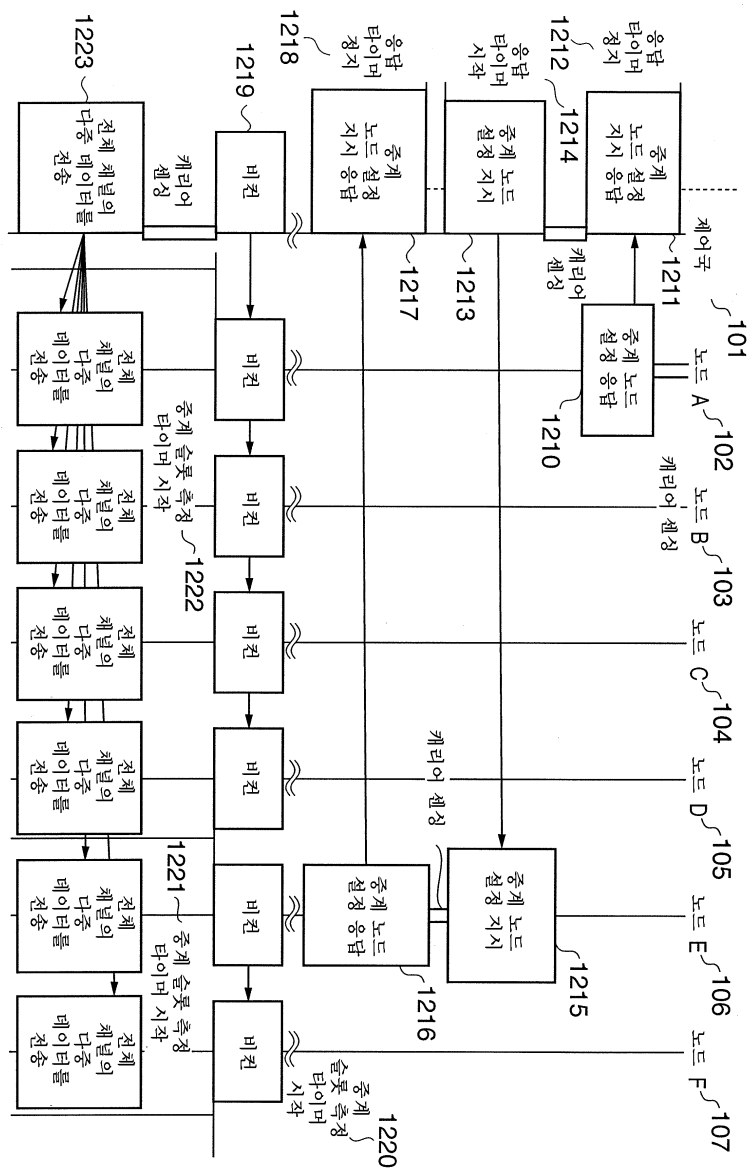 제어국
101
노드 A
102
노드 B
103
노드 C
104
노드 D
105
노드 E
106
노드 F
107
캐리어 센싱
응답
타이머
정지
1212
중계
노드 설정
지시 응답
1211
중계 노드
설정 응답
1210
캐리어
센싱
1214
응답
타이머
시작
중계 노드
설정 지시
1213
중계 노드
설정 지시
1215
캐리어 센싱
응답
타이머
정지
1218
중계
노드 설정
지시 응답
1217
중계 노드
설정 응답
1216
중계
슬롯 측정
타이머
시작
1220
1219
비컨
비컨
비컨
비컨
비컨
비컨
비컨
캐리어
센싱
중계 슬롯 측정
타이머 시작
1222
1221
중계 슬롯 측정
타이머 시작
1223
전체 채널의
다중 데이터를
전송
전체
채널의
다중
데이터를
전송
전체
채널의
다중
데이터를
전송
전체
채널의
다중
데이터를
전송
전체
채널의
다중
데이터를
전송
전체
채널의
다중
데이터를
전송
전체
채널의
다중
데이터를
전송